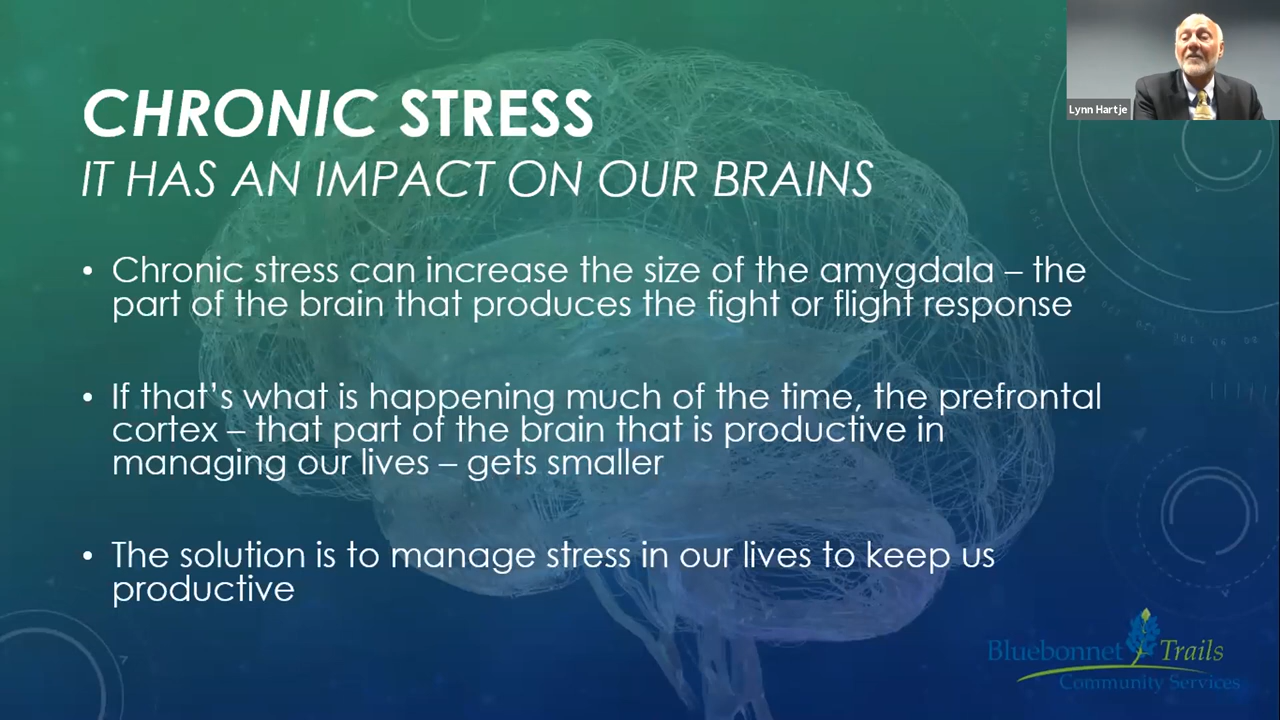 CHRONIC STRESS
IT HAS AN IMPACT ON OUR BRAINS
Lynn Hartje
• Chronic stress can increase the size of the amygdala – the
part of the brain that produces the fight or flight response
• If that's what is happening much of the time, the prefrontal
cortex – that part of the brain that is productive in
managing our lives – gets smaller
• The solution is to manage stress in our lives to keep us
productive
Bluebonnet Trails
Community Services